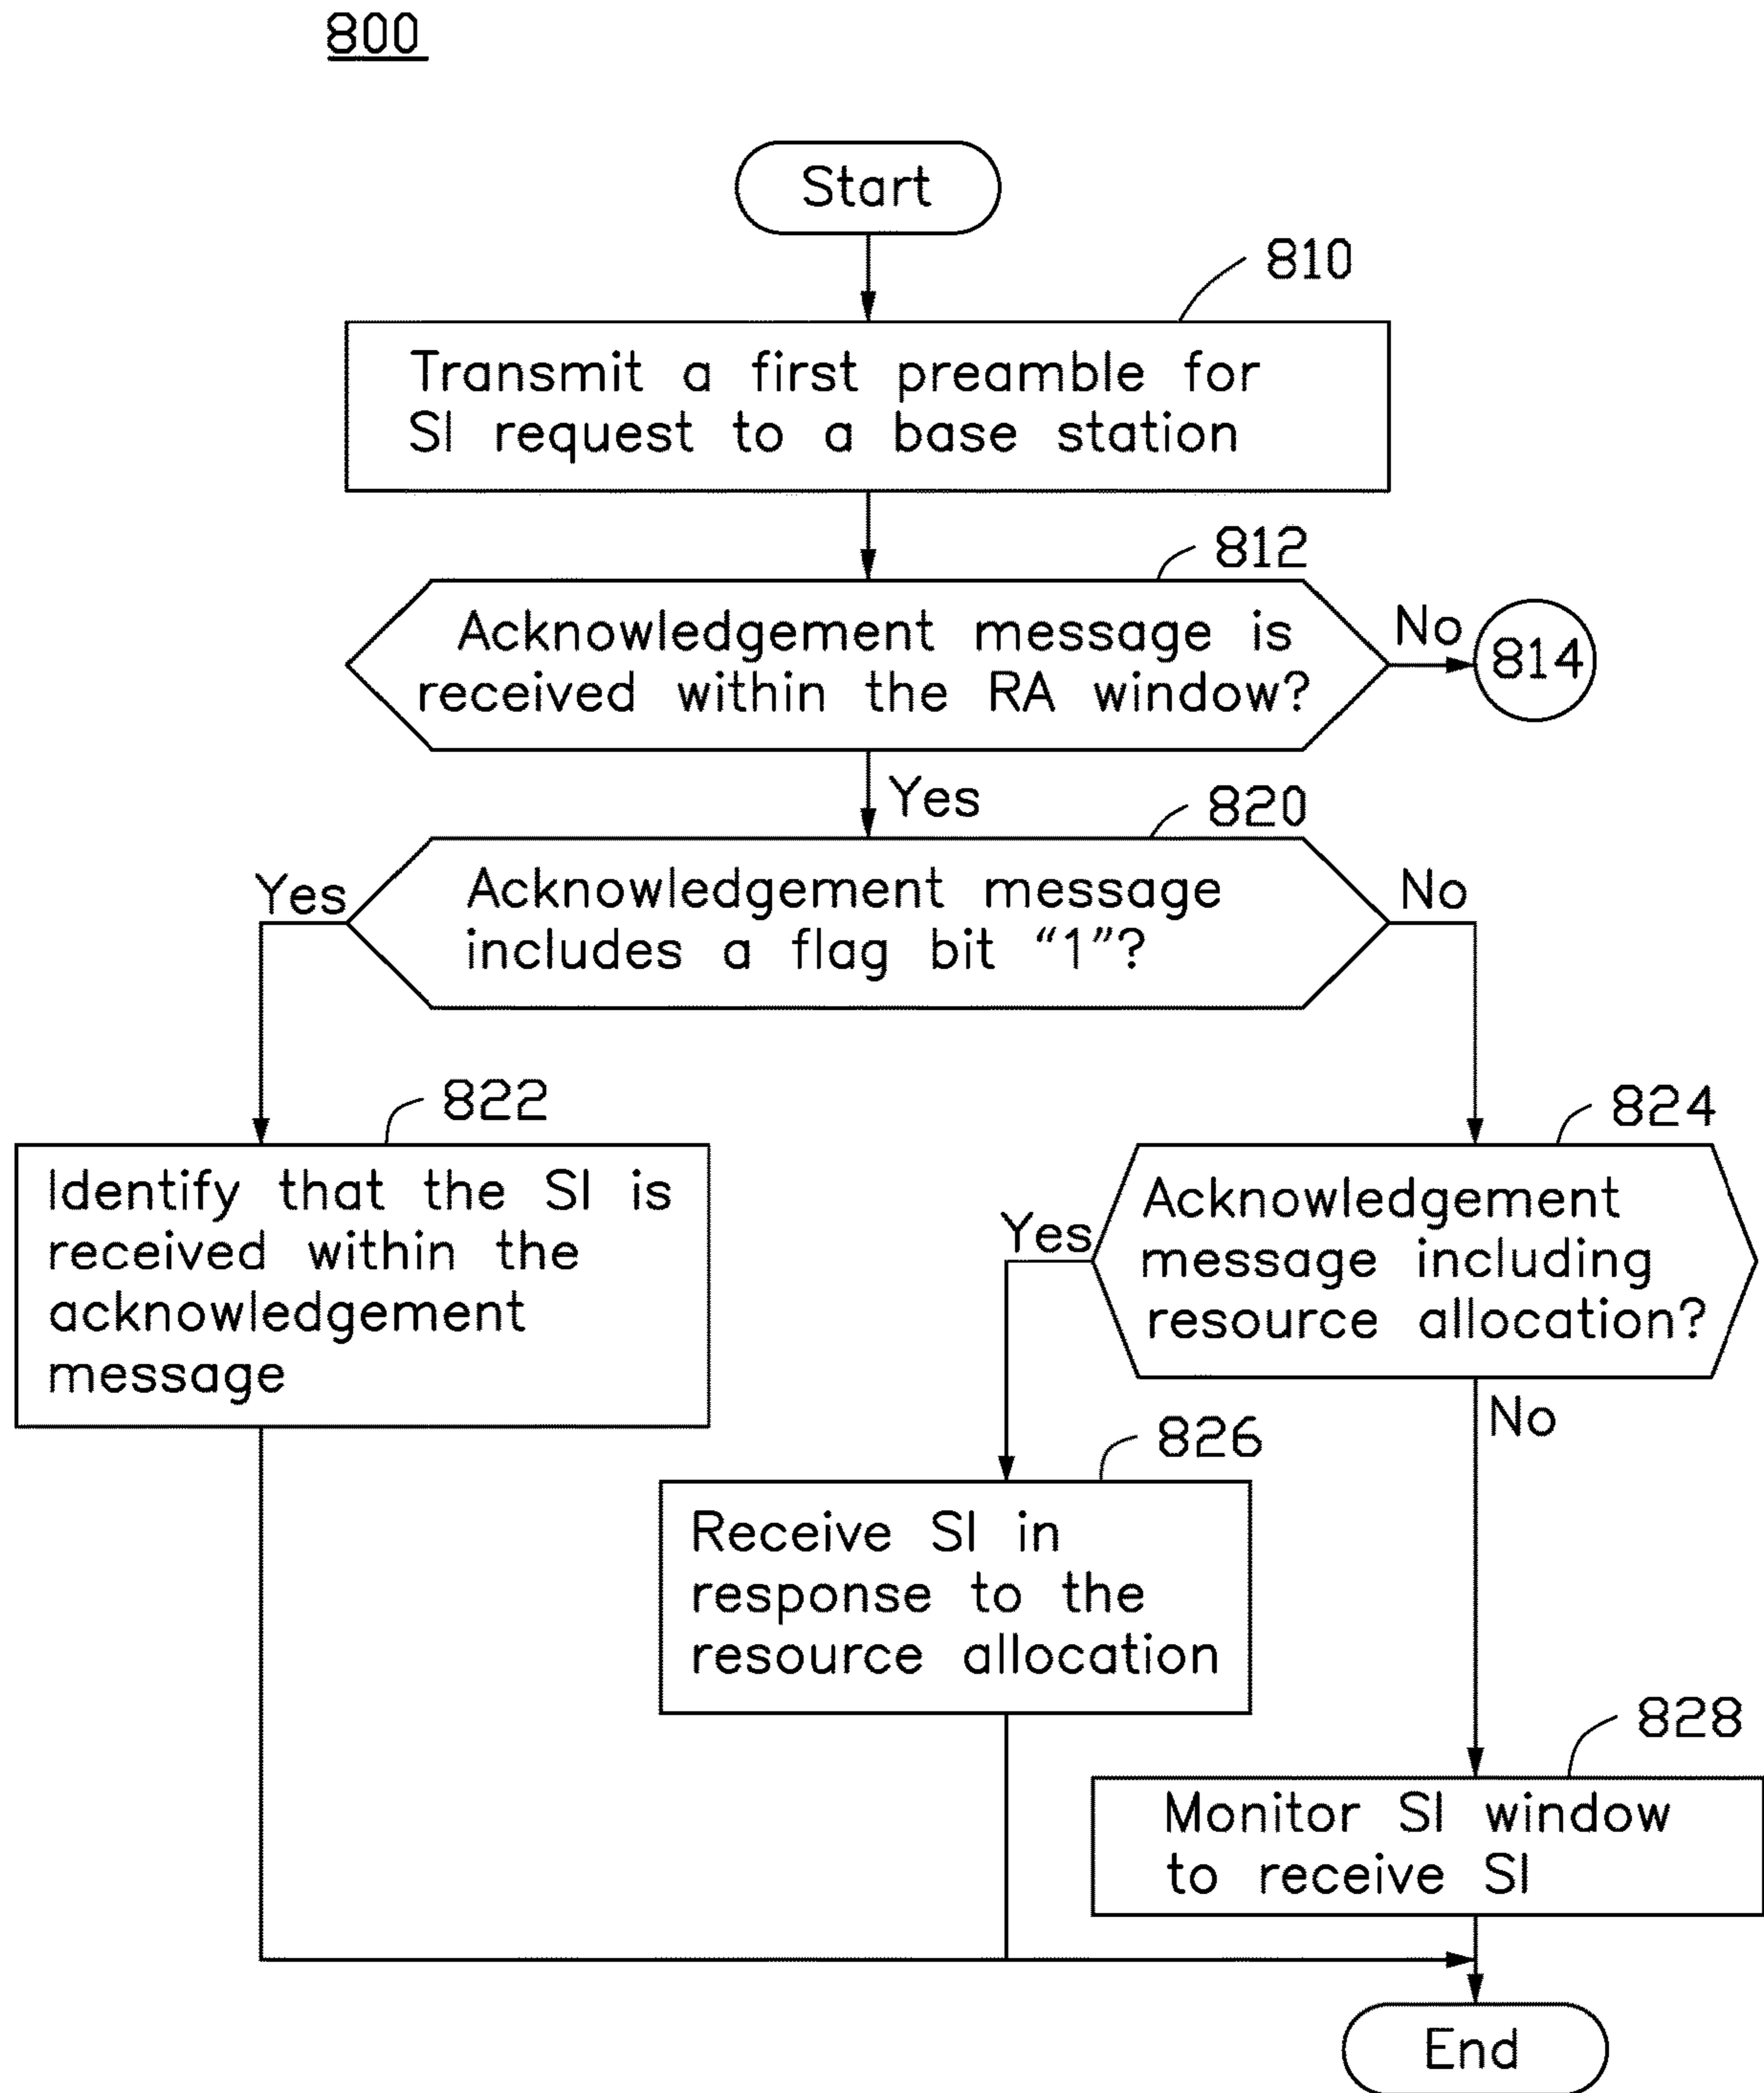 800
Start
810
Transmit a first preamble for
SI request to a base station
812
Acknowledgement message is
received within the RA window?
No
814
Yes
820
Acknowledgement message
includes a flag bit “1”?
Yes
No
822
Identify that the SI is
received within the
acknowledgement
message
824
Acknowledgement
message including
resource allocation?
Yes
No
826
Receive SI in
response to the
resource allocation
828
Monitor SI window
to receive SI
End